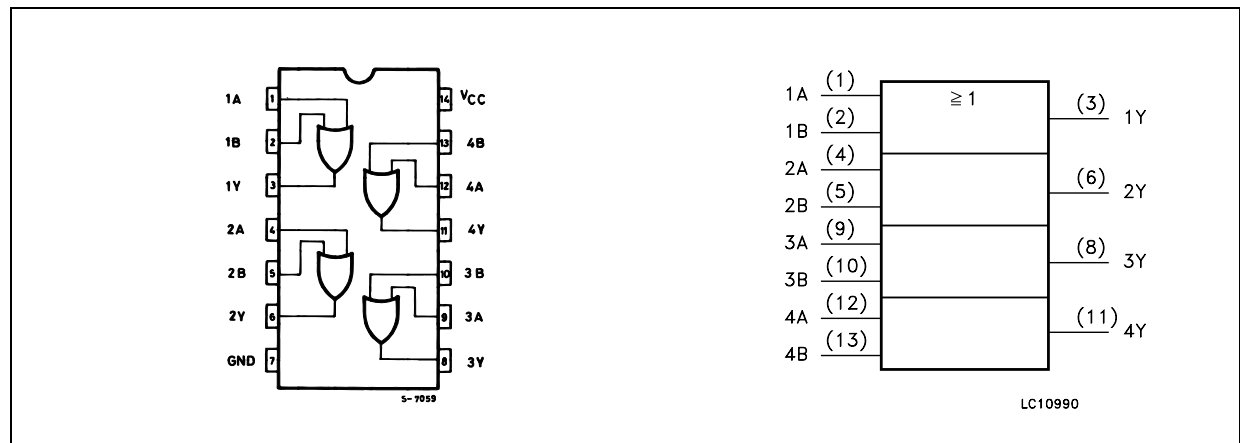 1A 1 14 VCC
1B 2 13 4B
1Y 3 12 4A
2A 4 11 4Y
2B 5 10 3B
2Y 6 9 3A
GND 7 8 3Y
S-7059
1A (1) ≧1 (3) 1Y
1B (2)
2A (4) (6) 2Y
2B (5)
3A (9) (8) 3Y
3B (10)
4A (12) (11) 4Y
4B (13)
LC10990